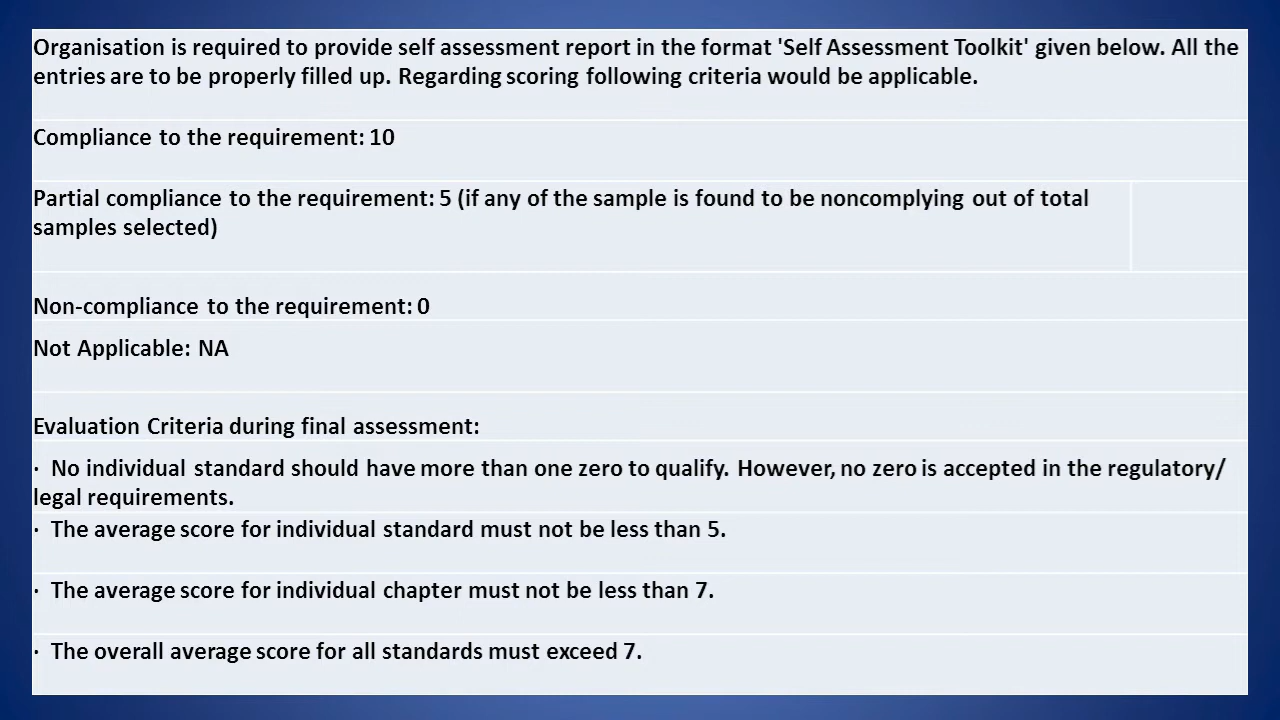 Organisation is required to provide self assessment report in the format 'Self Assessment Toolkit' given below. All the
entries are to be properly filled up. Regarding scoring following criteria would be applicable.
Compliance to the requirement: 10
Partial compliance to the requirement: 5 (if any of the sample is found to be noncomplying out of total
samples selected)
Non-compliance to the requirement: 0
Not Applicable: NA
Evaluation Criteria during final assessment:
· No individual standard should have more than one zero to qualify. However, no zero is accepted in the regulatory/
legal requirements.
· The average score for individual standard must not be less than 5.
· The average score for individual chapter must not be less than 7.
· The overall average score for all standards must exceed 7.